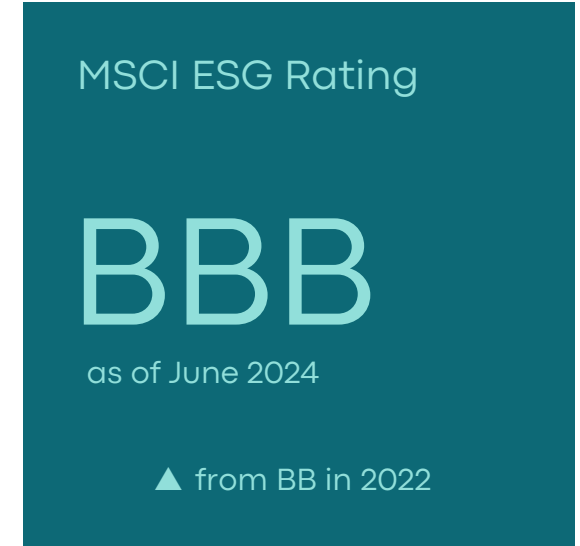 MSCI ESG Rating
BBB
as of June 2024
▲ from BB in 2022